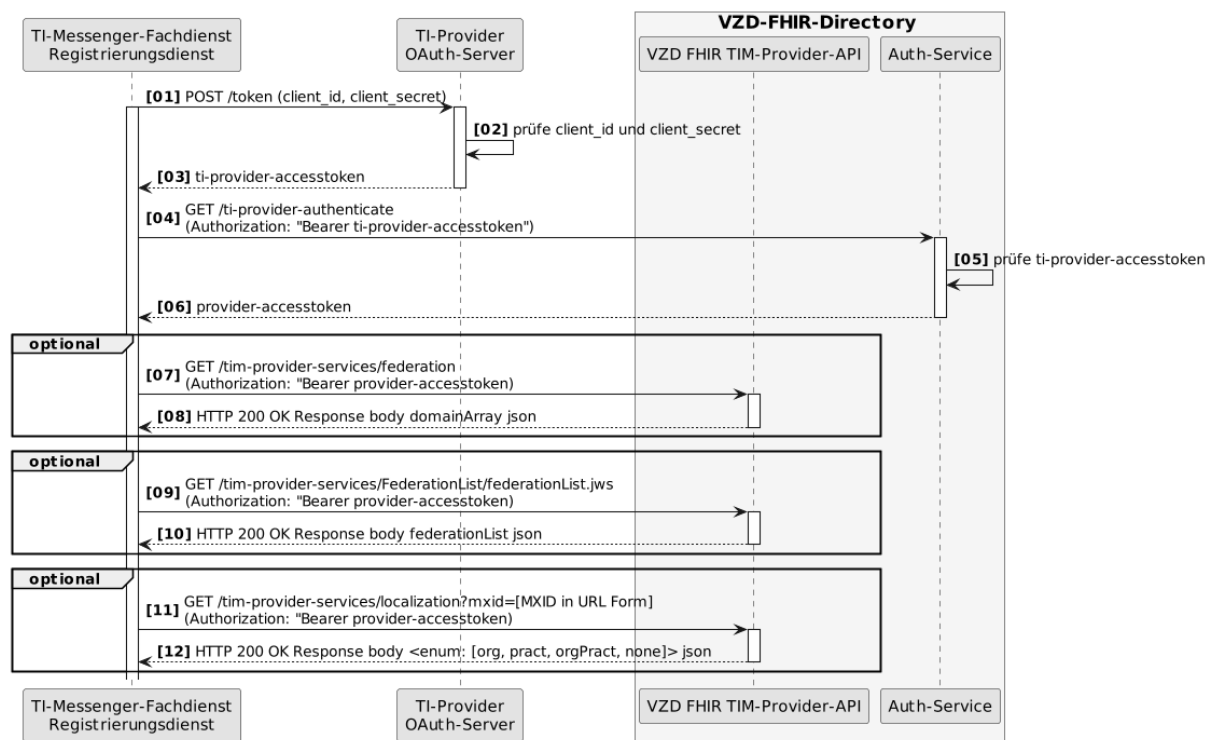 VZD-FHIR-Directory
TI-Messenger-Fachdienst
Registrierungsdienst
TI-Provider
OAuth-Server
VZD FHIR TIM-Provider-API
Auth-Service
[01] POST /token (client_id, client_secret)
[02] prüfe client_id und client_secret
[03] ti-provider-accesstoken
[04] GET /ti-provider-authenticate
(Authorization: "Bearer ti-provider-accesstoken")
[05] prüfe ti-provider-accesstoken
[06] provider-accesstoken
optional
[07] GET /tim-provider-services/federation
(Authorization: "Bearer provider-accesstoken)
[08] HTTP 200 OK Response body domainArray json
optional
[09] GET /tim-provider-services/FederationList/federationList.jws
(Authorization: "Bearer provider-accesstoken)
[10] HTTP 200 OK Response body federationList json
optional
[11] GET /tim-provider-services/localization?mxid=[MXID in URL Form]
(Authorization: "Bearer provider-accesstoken)
[12] HTTP 200 OK Response body <enum: [org, pract, orgPract, none]> json
TI-Messenger-Fachdienst
Registrierungsdienst
TI-Provider
OAuth-Server
VZD FHIR TIM-Provider-API
Auth-Service